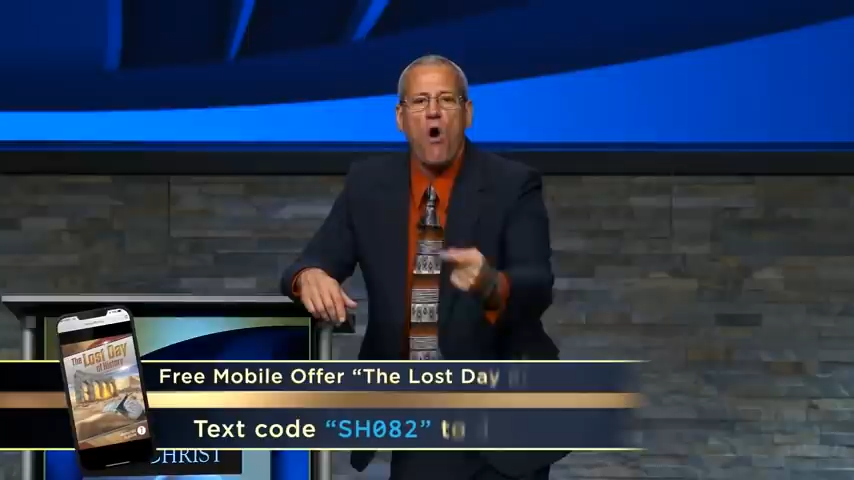 Free Mobile Offer “The Lost Day
Text code “SH082” to
The Lost Day
of History
CHRIST